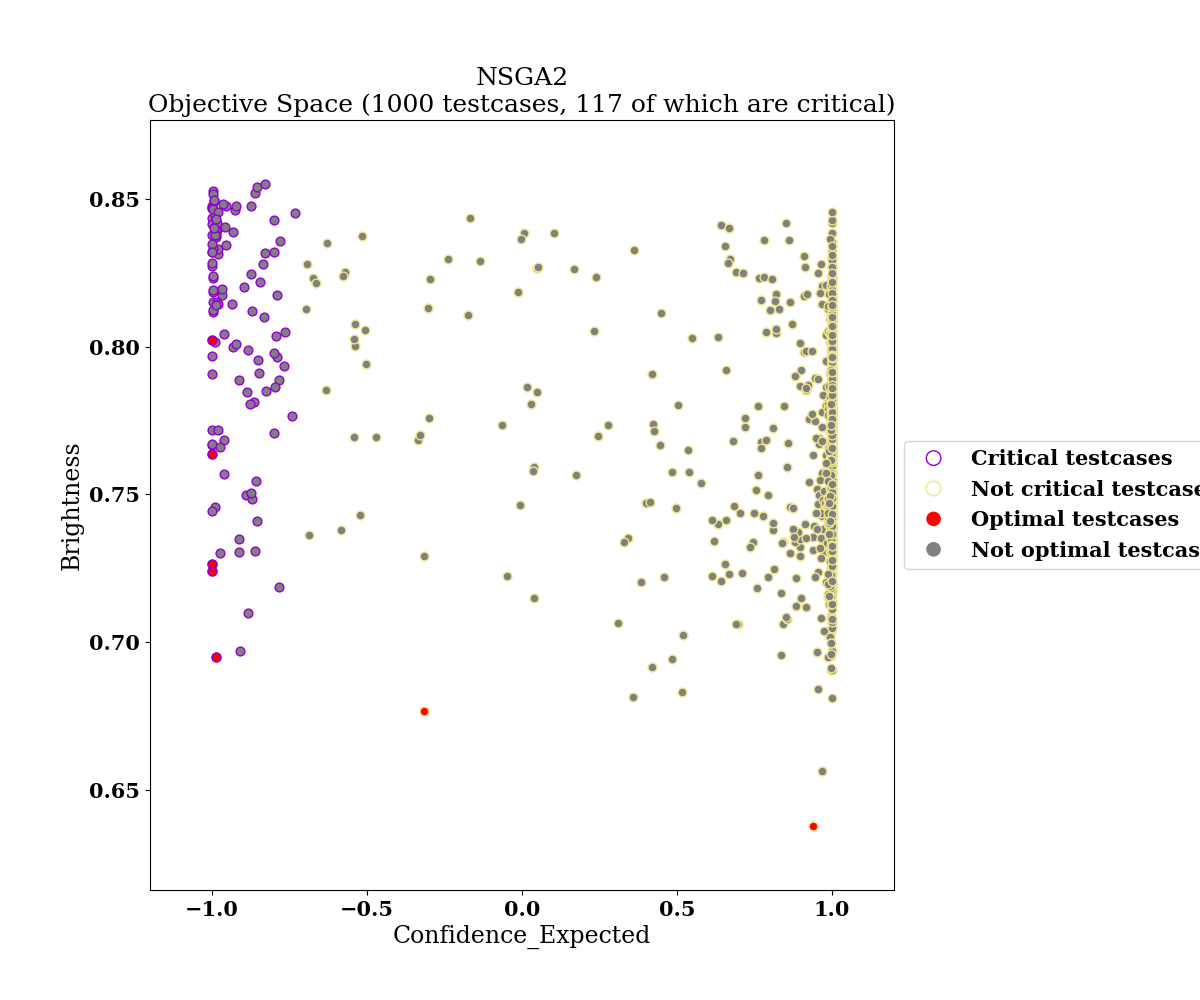 NSGA2
Objective Space (1000 testcases, 117 of which are critical)
0.85
0.80
0.75
0.70
0.65
Brightness
−1.0
−0.5
0.0
0.5
1.0
Confidence_Expected
Critical testcases
Not critical testcase
Optimal testcases
Not optimal testcas